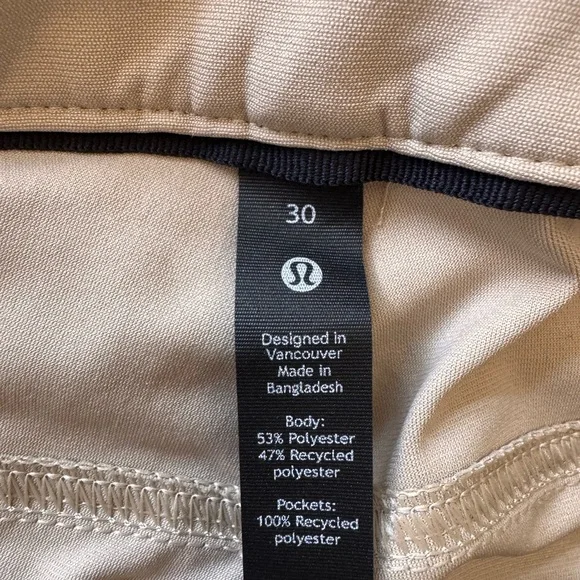 30
Designed in
Vancouver
Made in
Bangladesh
Body:
53% Polyester
47% Recycled
polyester
Pockets:
100% Recycled
polyester